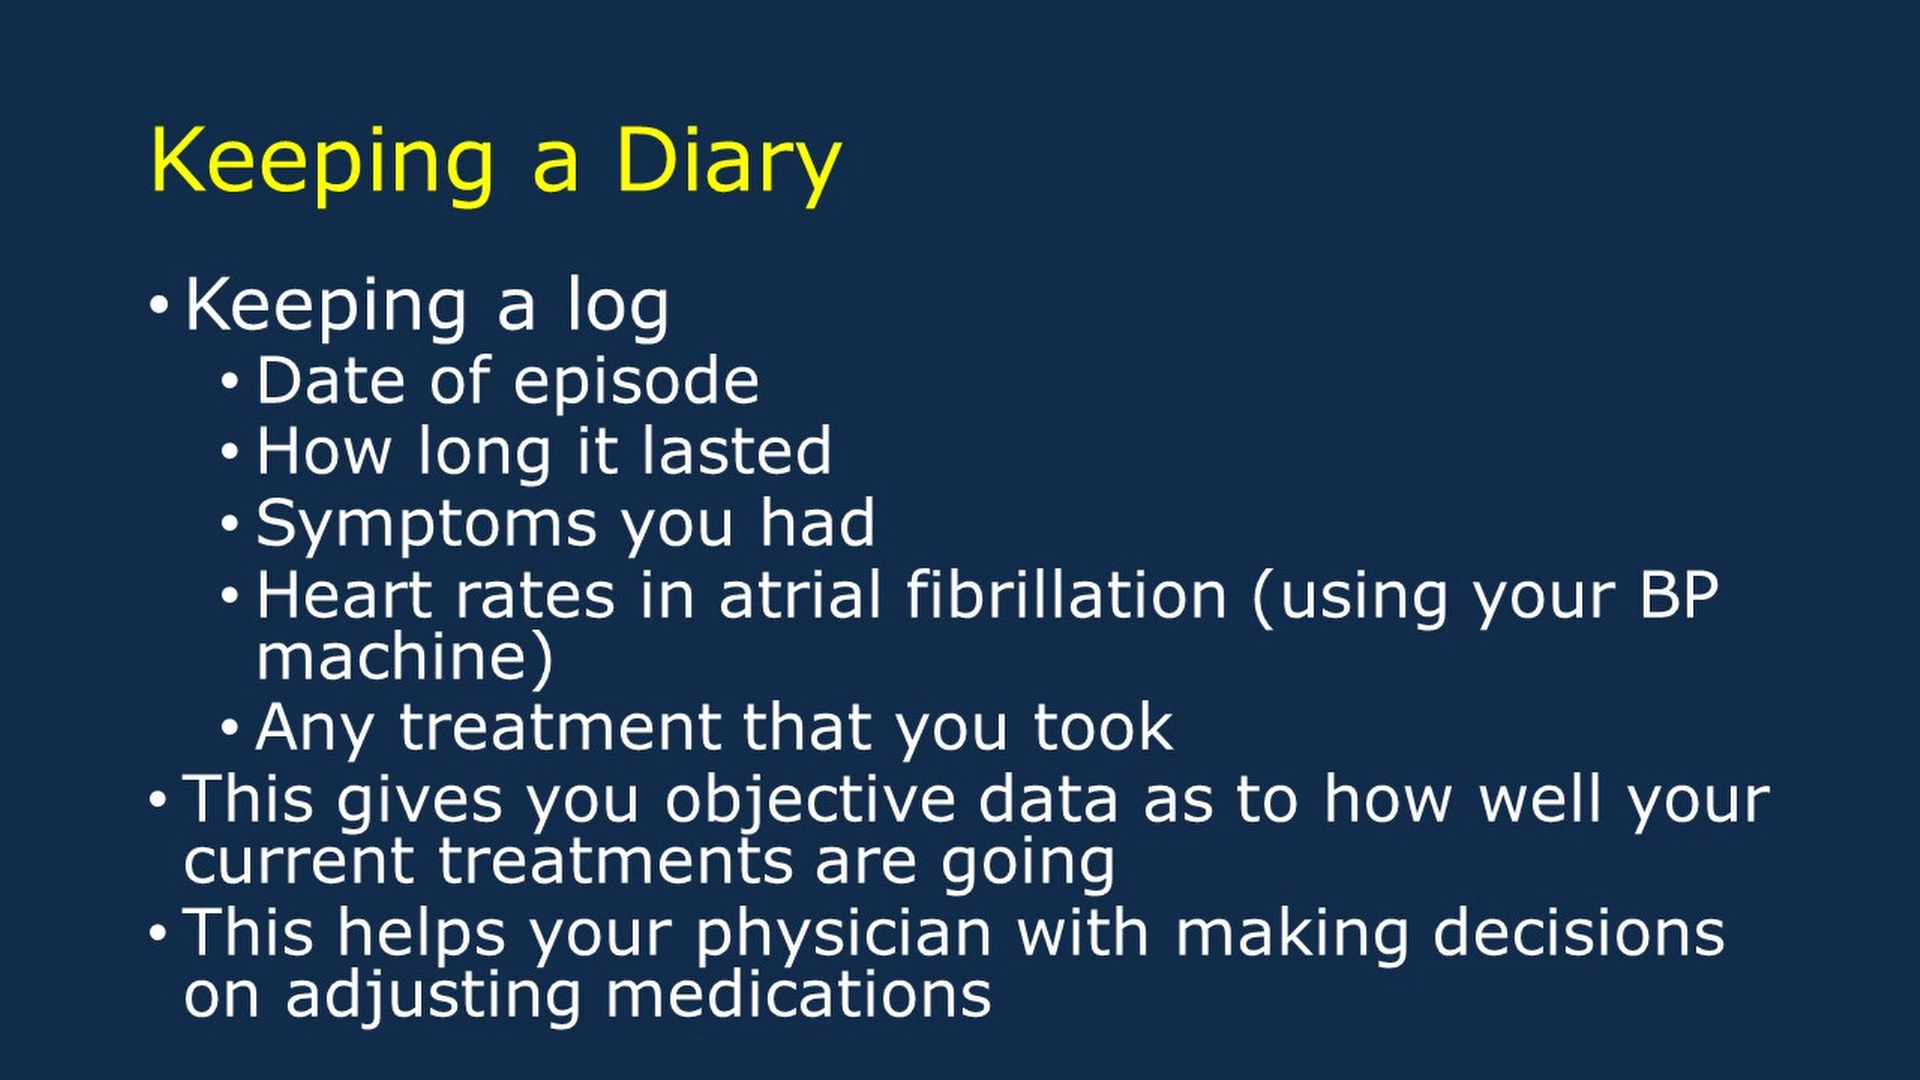 Keeping a Diary
• Keeping a log
• Date of episode
• How long it lasted
• Symptoms you had
• Heart rates in atrial fibrillation (using your BP
machine)
• Any treatment that you took
• This gives you objective data as to how well your
current treatments are going
• This helps your physician with making decisions
on adjusting medications